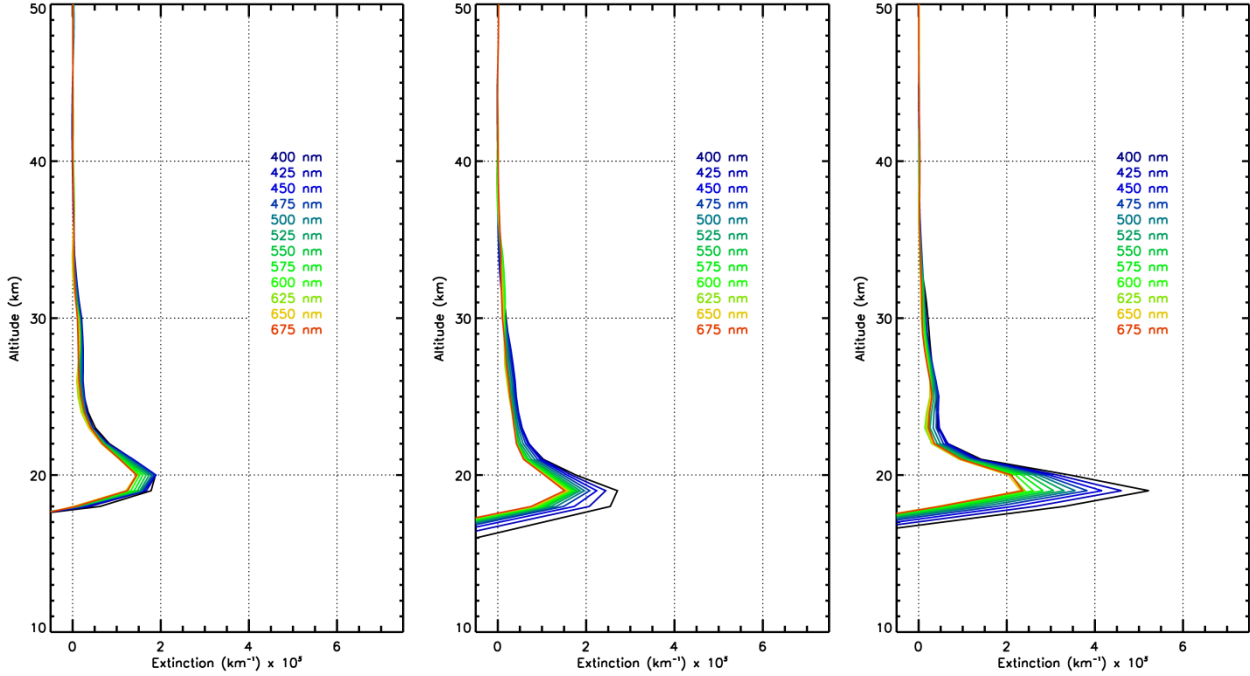 50
40
30
20
10
Altitude (km)
400 nm
425 nm
450 nm
475 nm
500 nm
525 nm
550 nm
575 nm
600 nm
625 nm
650 nm
675 nm
0 2 4 6
Extinction (km⁻¹) x 10⁵
50
40
30
20
10
Altitude (km)
400 nm
425 nm
450 nm
475 nm
500 nm
525 nm
550 nm
575 nm
600 nm
625 nm
650 nm
675 nm
0 2 4 6
Extinction (km⁻¹) x 10⁵
50
40
30
20
10
Altitude (km)
400 nm
425 nm
450 nm
475 nm
500 nm
525 nm
550 nm
575 nm
600 nm
625 nm
650 nm
675 nm
0 2 4 6
Extinction (km⁻¹) x 10⁵